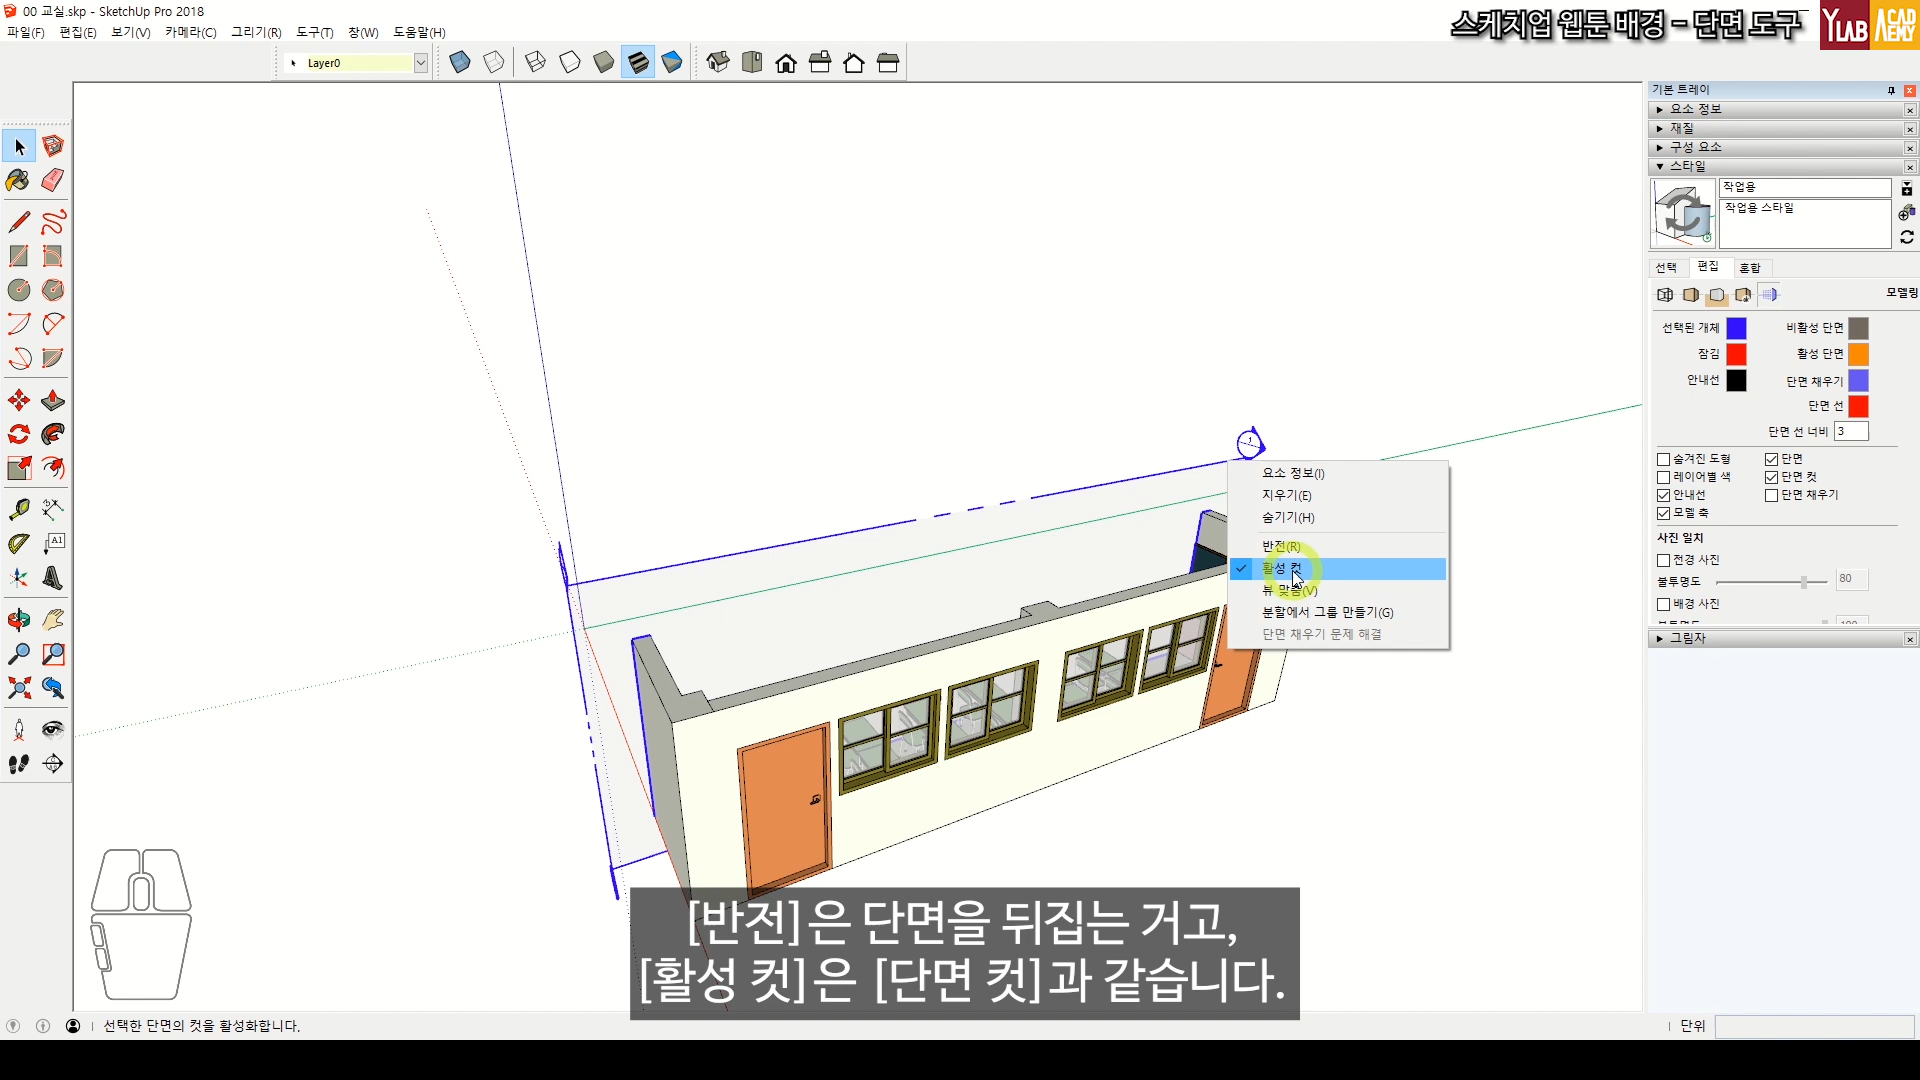 00 교실.skp - SketchUp Pro 2018
파일(F) 편집(E) 보기(V) 카메라(C) 그리기(R) 도구(T) 창(W) 도움말(H)
스케치업 웹툰 배경 - 단면 도구
YLAB ACADEMY
Layer0
기본 트레이
요소 정보
재질
구성 요소
스타일
작업용
작업용 스타일
선택 편집 혼합
모델링
선택된 개체 비활성 단면
잠김 활성 단면
안내선 단면 채우기
단면 선
단면 선 너비 3
숨겨진 도형 단면
레이어별 색 단면 컷
안내선 단면 채우기
모델 축
사진 일치
전경 사진
불투명도 80
배경 사진
그림자
A1
1
요소 정보(I)
지우기(E)
숨기기(H)
반전(R)
활성 컷
뷰 맞춤(V)
분할에서 그룹 만들기(G)
단면 채우기 문제 해결
[반전]은 단면을 뒤집는 거고,
[활성 컷]은 [단면 컷]과 같습니다.
선택한 단면의 컷을 활성화합니다.
단위